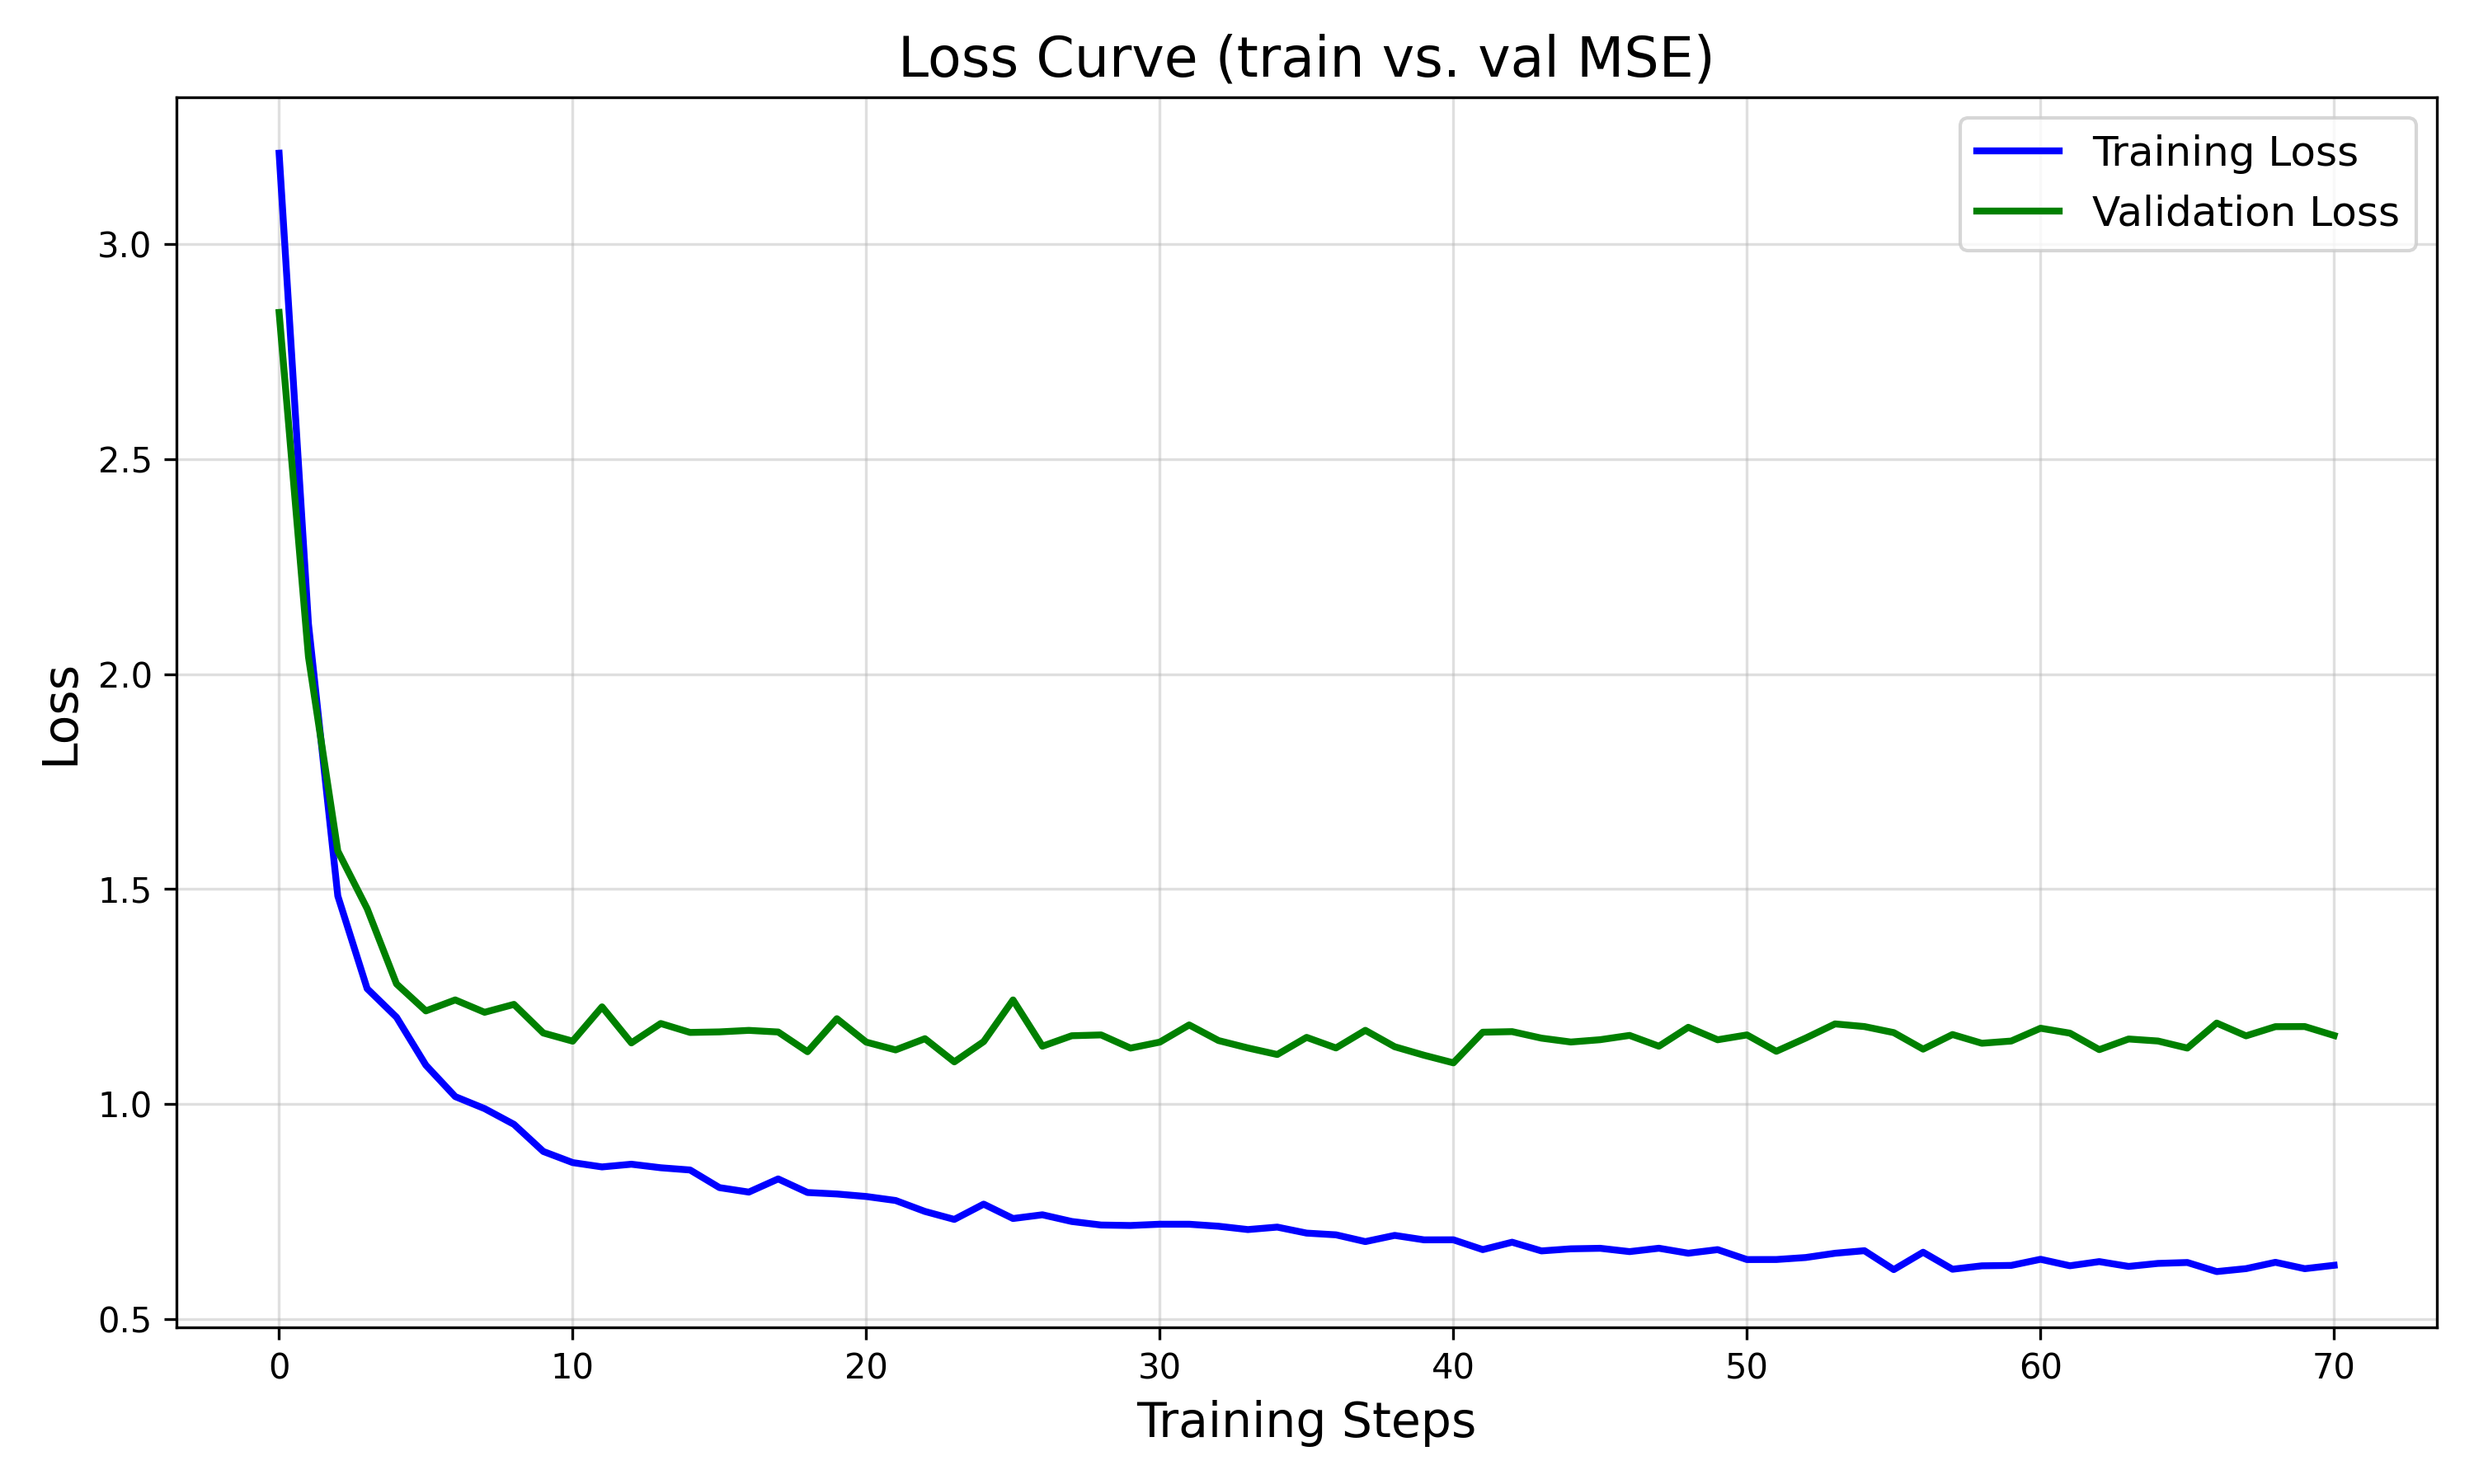 Loss Curve (train vs. val MSE)
Training Loss
Validation Loss
3.0
2.5
2.0
1.5
1.0
0.5
Loss
0 10 20 30 40 50 60 70
Training Steps